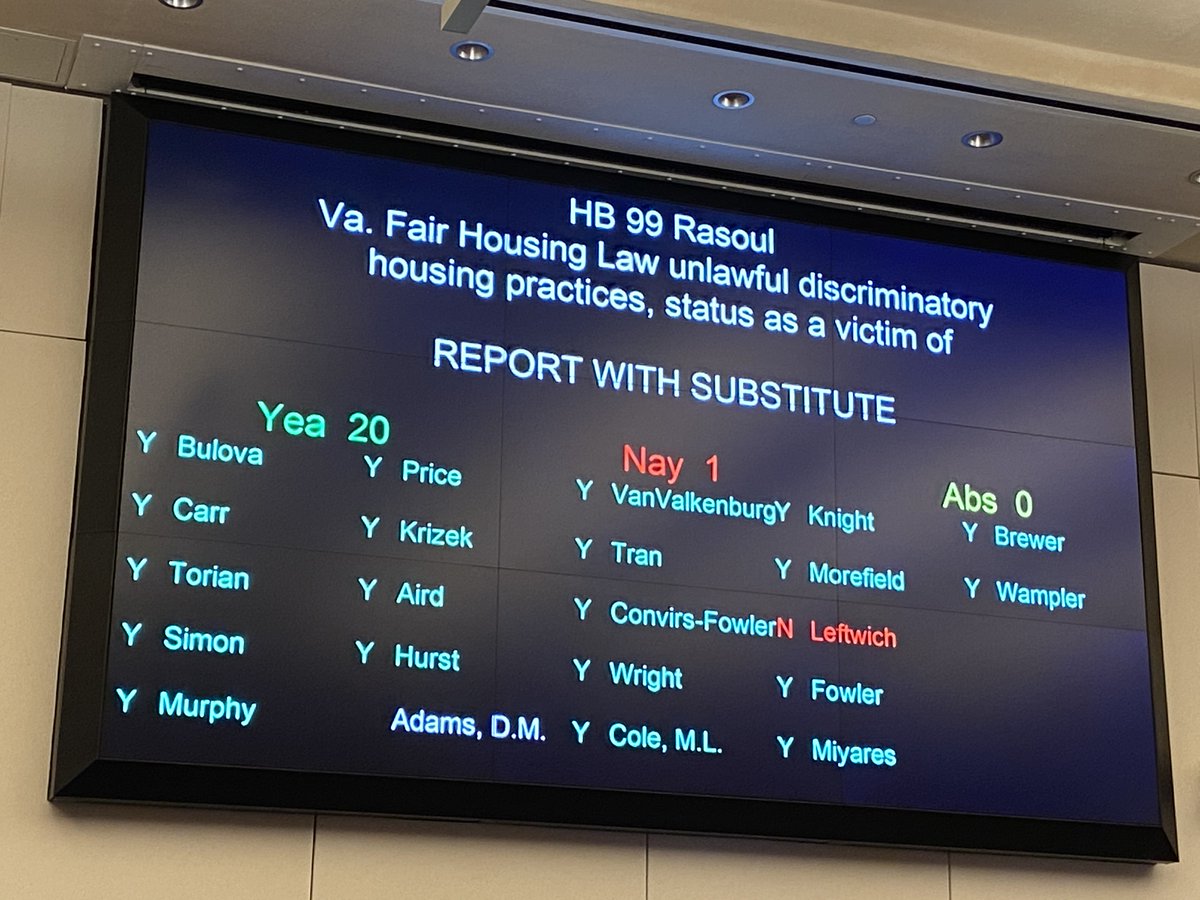 HB 99 Rasoul
Va. Fair Housing Law unlawful discriminatory
housing practices, status as a victim of
REPORT WITH SUBSTITUTE
Yea 20 Nay 1 Abs 0
Y Bulova Y Price Y VanValkenburg Y Knight Y Brewer
Y Carr Y Krizek Y Tran Y Morefield Y Wampler
Y Torian Y Aird Y Convirs-Fowler N Leftwich
Y Simon Y Hurst Y Wright Y Fowler
Y Murphy Adams, D.M. Y Cole, M.L. Y Miyares